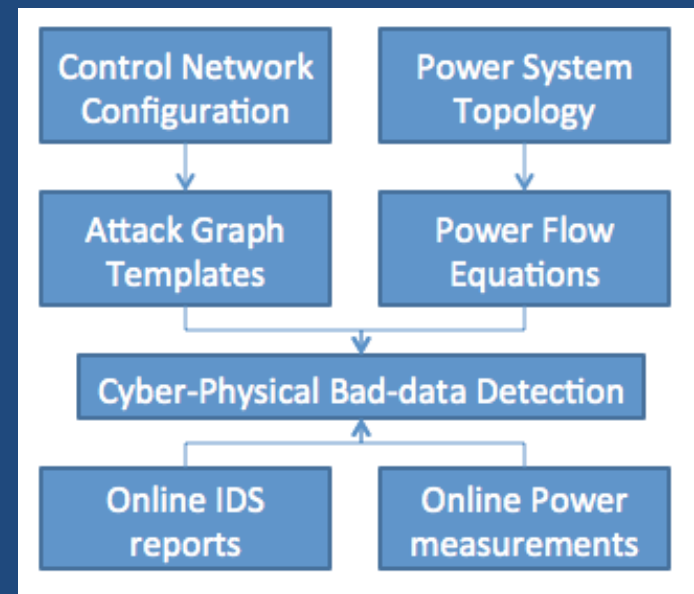 Control Network
Configuration
Power System
Topology
Attack Graph
Templates
Power Flow
Equations
Cyber-Physical Bad-data Detection
Online IDS
reports
Online Power
measurements